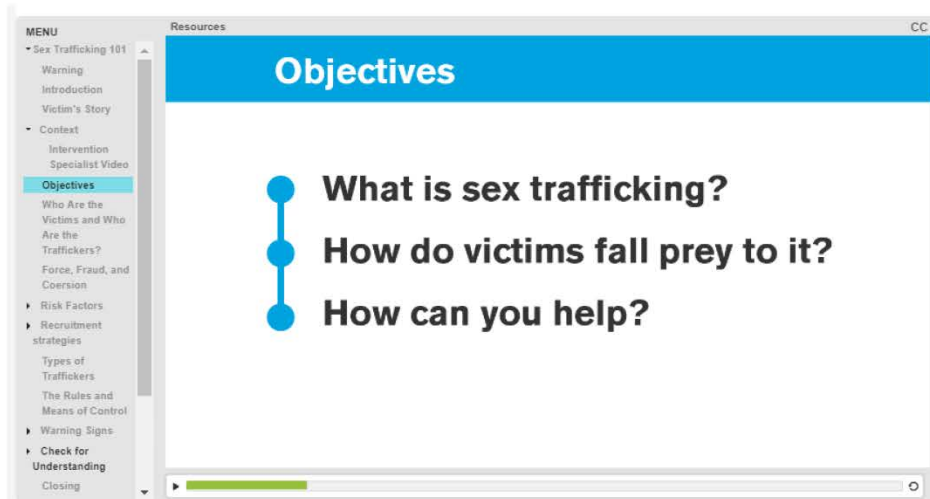 MENU
Sex Trafficking 101
Warning
Introduction
Victim's Story
Context
Intervention
Specialist Video
Objectives
Who Are the
Victims and Who
Are the
Traffickers?
Force, Fraud, and
Coersion
Risk Factors
Recruitment
strategies
Types of
Traffickers
The Rules and
Means of Control
Warning Signs
Check for
Understanding
Closing
Resources
CC
Objectives
What is sex trafficking?
How do victims fall prey to it?
How can you help?